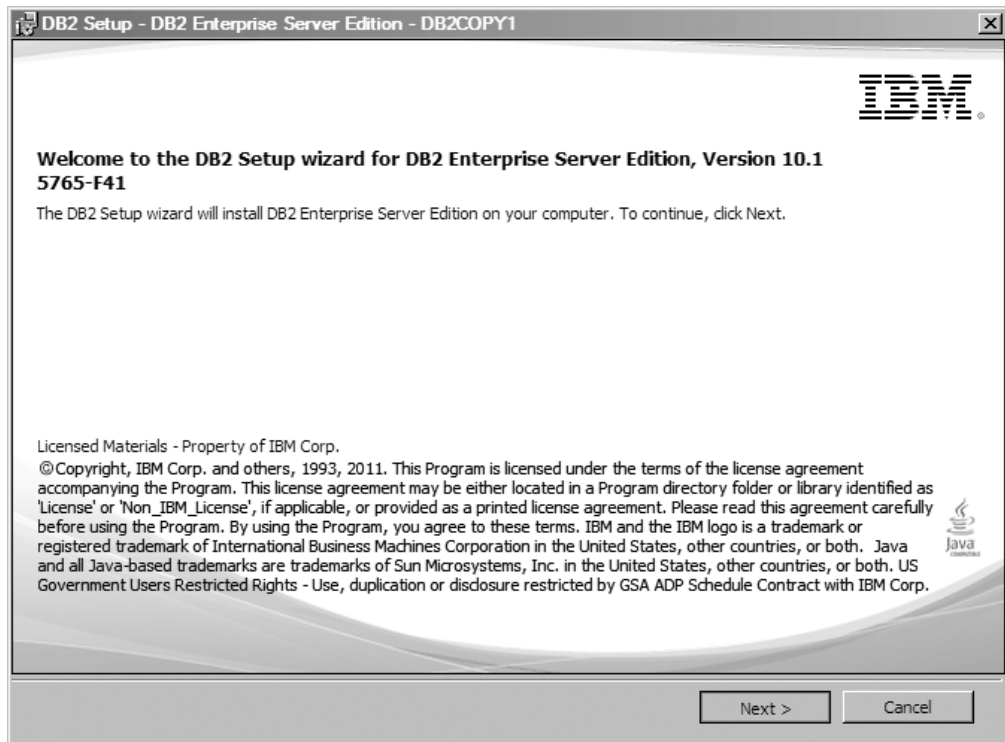 DB2 Setup - DB2 Enterprise Server Edition - DB2COPY1
IBM
Welcome to the DB2 Setup wizard for DB2 Enterprise Server Edition, Version 10.1
5765-F41
The DB2 Setup wizard will install DB2 Enterprise Server Edition on your computer. To continue, click Next.
Licensed Materials - Property of IBM Corp.
©Copyright, IBM Corp. and others, 1993, 2011. This Program is licensed under the terms of the license agreement
accompanying the Program. This license agreement may be either located in a Program directory folder or library identified as
'License' or 'Non_IBM_License', if applicable, or provided as a printed license agreement. Please read this agreement carefully
before using the Program. By using the Program, you agree to these terms. IBM and the IBM logo is a trademark or
registered trademark of International Business Machines Corporation in the United States, other countries, or both. Java
and all Java-based trademarks are trademarks of Sun Microsystems, Inc. in the United States, other countries, or both. US
Government Users Restricted Rights - Use, duplication or disclosure restricted by GSA ADP Schedule Contract with IBM Corp.
Java
COMPATIBLE
Next >
Cancel